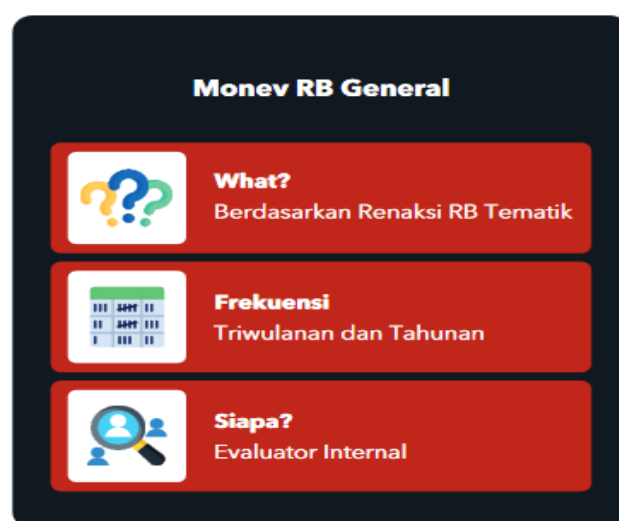 Monev RB General
What?
Berdasarkan Renaksi RB Tematik
Frekuensi
Triwulanan dan Tahunan
Siapa?
Evaluator Internal